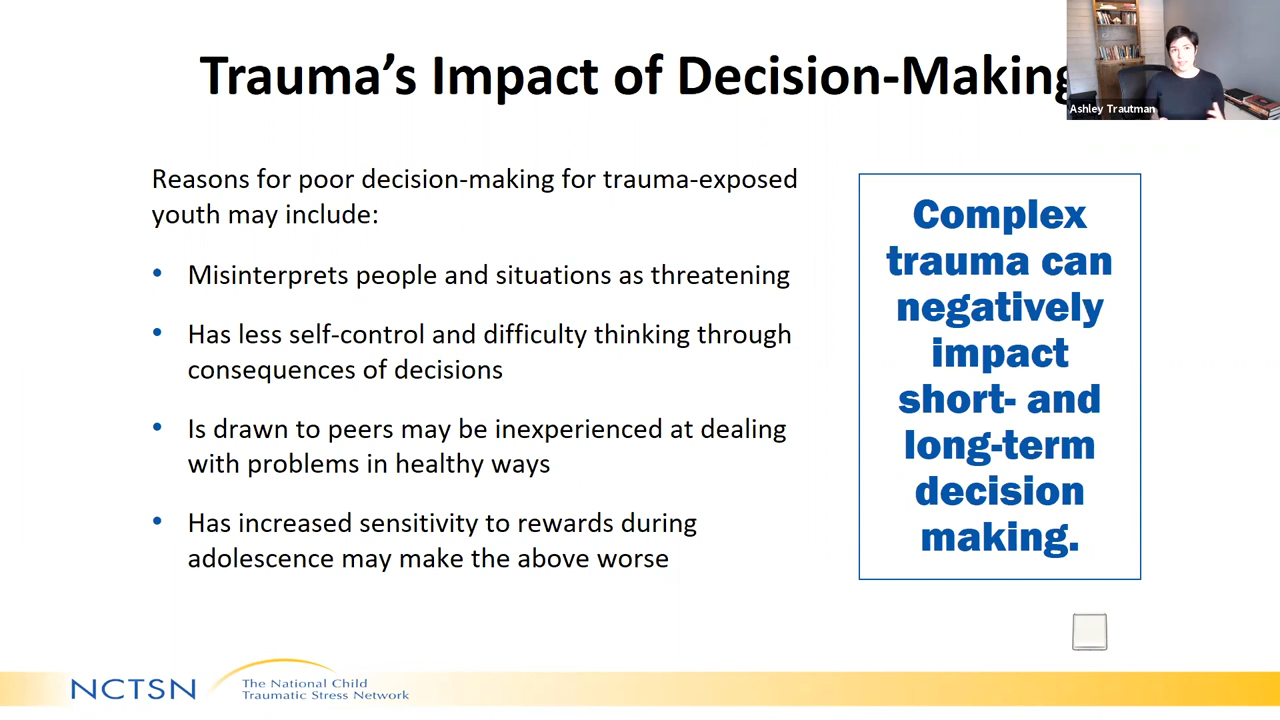 Trauma’s Impact of Decision-Making
Ashley Trautman
Reasons for poor decision-making for trauma-exposed
youth may include:
• Misinterprets people and situations as threatening
• Has less self-control and difficulty thinking through
consequences of decisions
• Is drawn to peers may be inexperienced at dealing
with problems in healthy ways
• Has increased sensitivity to rewards during
adolescence may make the above worse
Complex
trauma can
negatively
impact
short- and
long-term
decision
making.
NCTSN
The National Child
Traumatic Stress Network